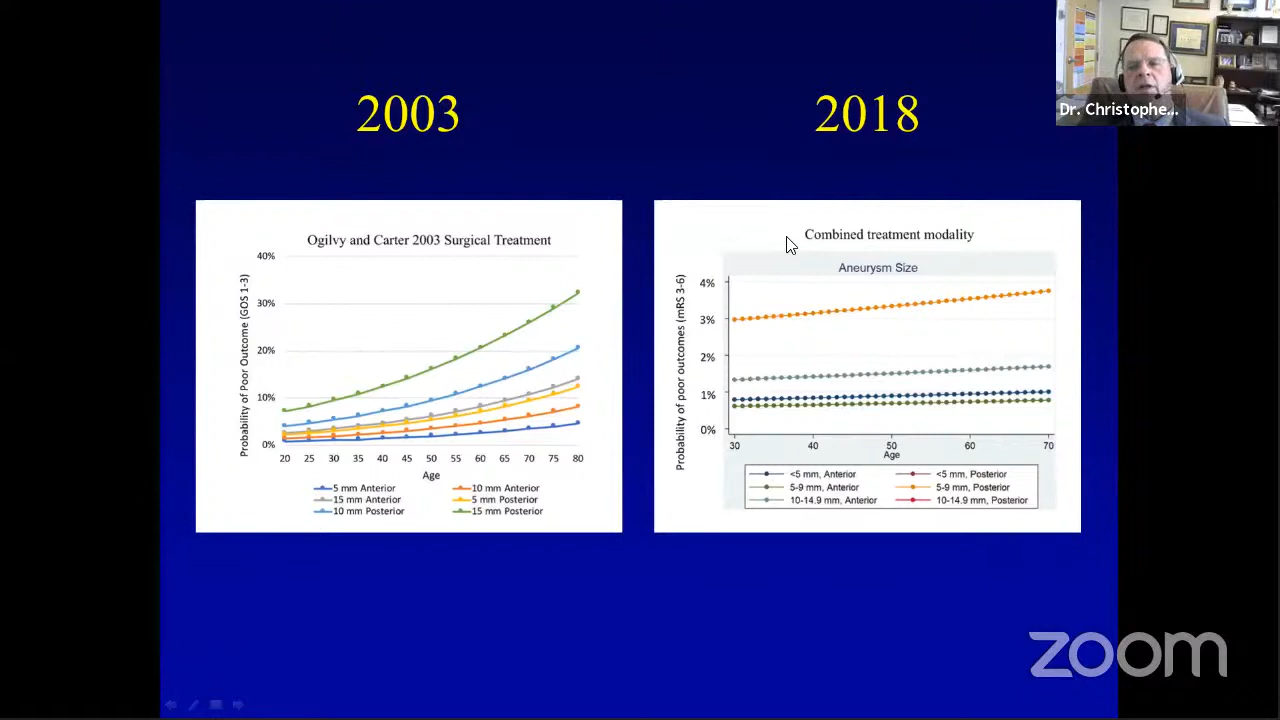 2003
2018
Dr. Christophe...
Ogilvy and Carter 2003 Surgical Treatment
Probability of Poor Outcome (GOS 1-3)
40%
30%
20%
10%
0%
20 25 30 35 40 45 50 55 60 65 70 75 80
Age
5 mm Anterior 10 mm Anterior
15 mm Anterior 5 mm Posterior
10 mm Posterior 15 mm Posterior
Combined treatment modality
Aneurysm Size
Probability of poor outcomes (mRS 3-6)
4%
3%
2%
1%
0%
30 40 50 60 70
Age
<5 mm, Anterior <5 mm, Posterior
5-9 mm, Anterior 5-9 mm, Posterior
10-14.9 mm, Anterior 10-14.9 mm, Posterior
zoom